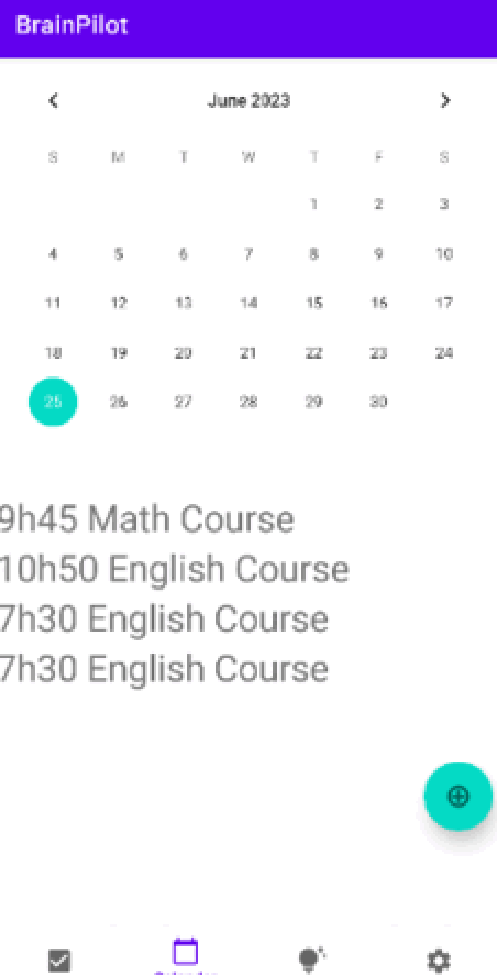 BrainPilot
June 2023
S M T W T F S
1 2 3
4 5 6 7 8 9 10
11 12 13 14 15 16 17
18 19 20 21 22 23 24
25 26 27 28 29 30
9h45 Math Course
10h50 English Course
7h30 English Course
7h30 English Course